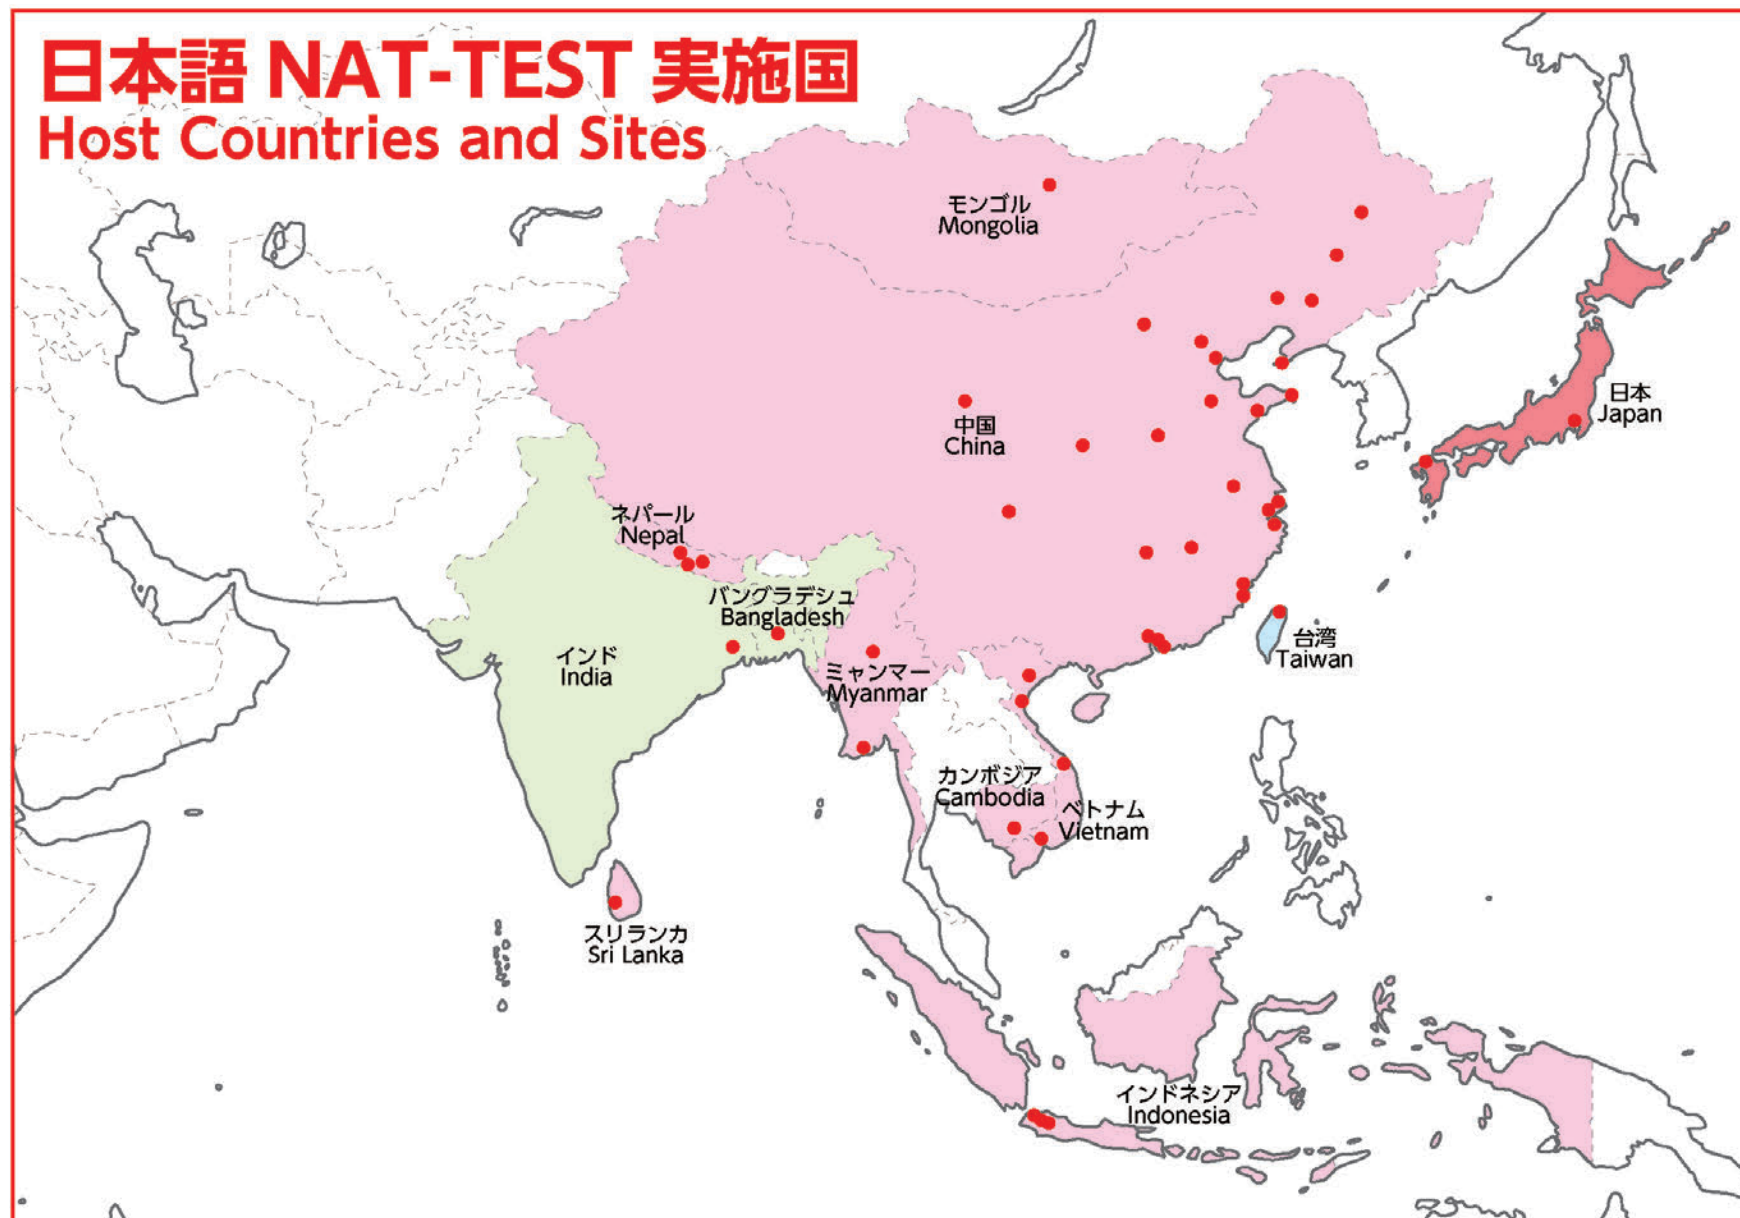 日本語 NAT-TEST 実施国
Host Countries and Sites
モンゴル
Mongolia
日本
Japan
中国
China
ネパール
Nepal
バングラデシュ
Bangladesh
インド
India
台湾
Taiwan
ミャンマー
Myanmar
カンボジア
Cambodia
ベトナム
Vietnam
スリランカ
Sri Lanka
インドネシア
Indonesia